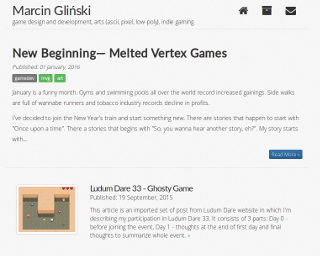 Marcin Gliński
game design and development, arts (ascii, pixel, low-poly), indie gaming
New Beginning— Melted Vertex Games
Published: 01 January, 2016
gamedev mvg art
January is a funny month. Gyms and swimming pools all over the world record increased gainings. Side walks
are full of wannabe runners and tobacco industry records decline in profits.
I've decided to join the New Year's train and start something new. There are stories that happen to start with
"Once upon a time". There a stories that begins with "So, you wanna hear another story, eh?". My story starts
with...
Read More »
Ludum Dare 33 - Ghosty Game
Published: 19 September, 2015
This article is an imported set of post from Ludum Dare website in which I'm
describing my participation in Ludum Dare 33. It consists of 3 parts: Day 0 -
before joining the event, Day 1 - thoughts at the end of first day and final
thoughts to summarize whole event. »